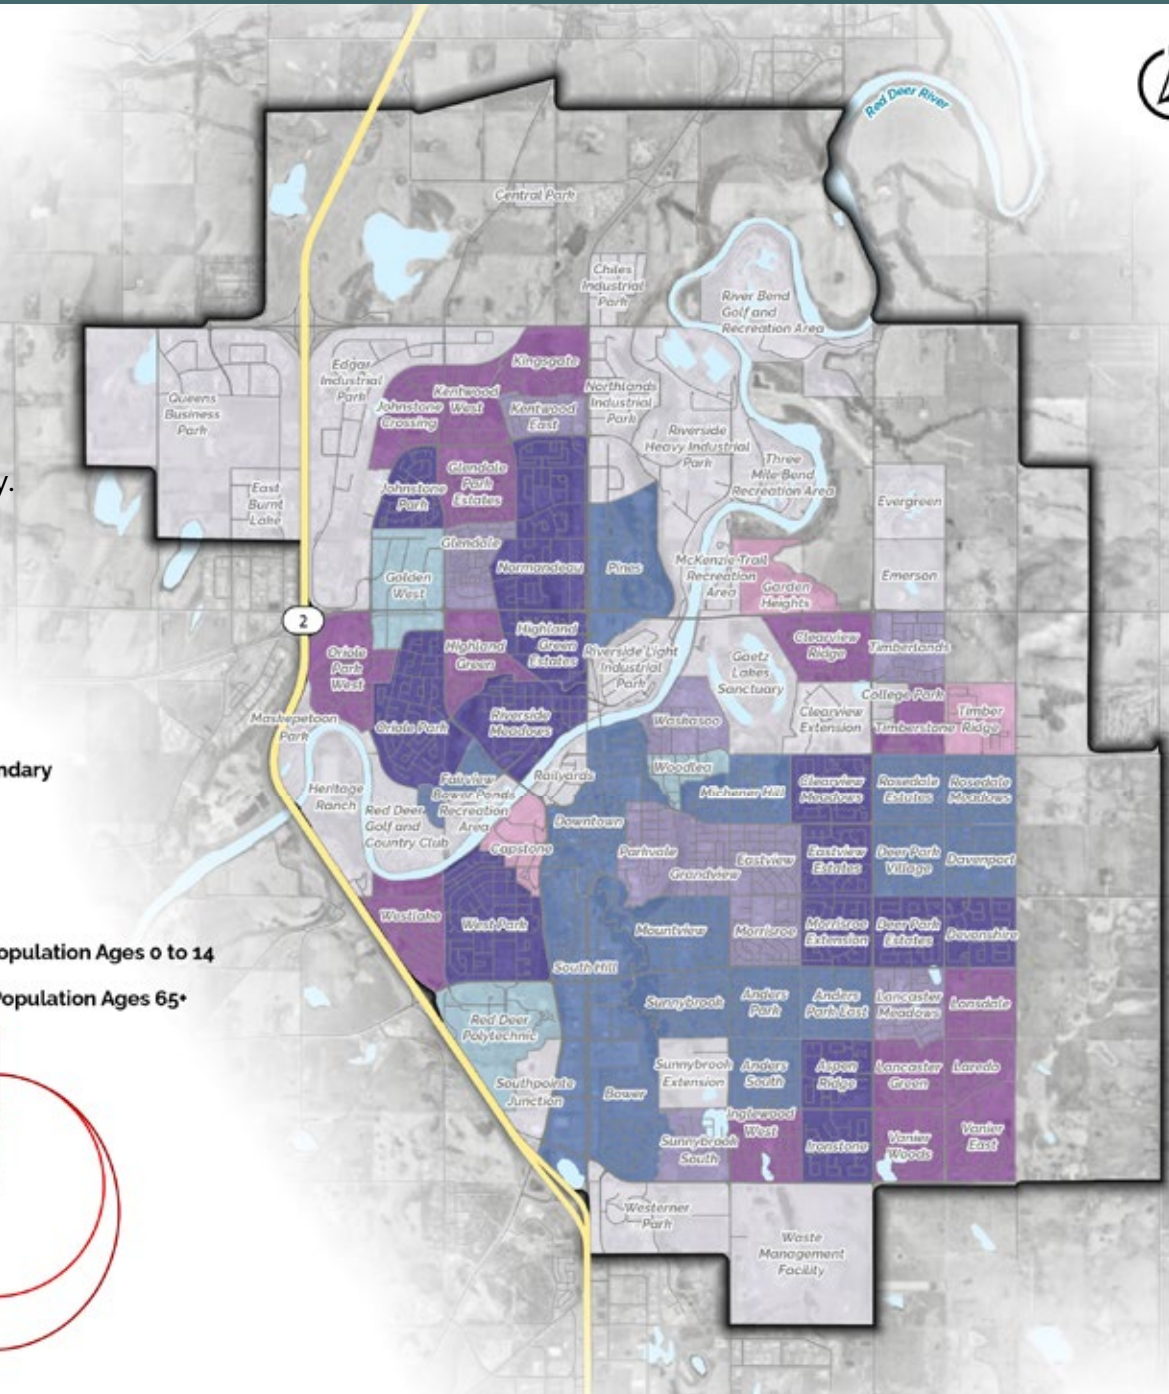 Red Deer River
Central Park
Chiles
Industrial
Park
River Bend
Golf and
Recreation Area
Kingsgate
Edgar
Industrial
Park
Queens
Business
Park
Kentwood
West
Johnstone
Crossing
Kentwood
East
Northlands
Industrial
Park
Riverside
Heavy Industrial
Park
Three
Mile Bend
Recreation Area
y.
East
Burnt
Lake
Johnstone
Park
Glendale
Park
Estates
Evergreen
Glendale
Golden
West
Normandeau
Pines
McKenzie Trail
Recreation
Area
Garden
Heights
Emerson
2
Oriole
Park
West
Highland
Green
Highland
Green
Estates
Riverside Light
Industrial
Park
Gaetz
Lakes
Sanctuary
Clearview
Ridge
Timberlands
Maskepetoon
Park
Oriole Park
Riverside
Meadows
Waskasoo
Clearview
Extension
College Park
Timberstone
Timber
Ridge
ndary
Heritage
Ranch
Red Deer
Golf and
Country Club
Fairview
Bower Ponds
Recreation
Area
Railyards
Woodlea
Michener Hill
Clearview
Meadows
Rosedale
Estates
Rosedale
Meadows
Capstone
Downtown
Parkvale
Grandview
Eastview
Eastview
Estates
Deer Park
Village
Davenport
Westlake
West Park
Mountview
Morrisroe
Morrisroe
Extension
Deer Park
Estates
Devonshire
opulation Ages 0 to 14
South Hill
Population Ages 65+
Red Deer
Polytechnic
Sunnybrook
Anders
Park
Anders
Park East
Lancaster
Meadows
Lonsdale
Southpointe
Junction
Bower
Sunnybrook
Extension
Anders
South
Aspen
Ridge
Lancaster
Green
Laredo
Inglewood
West
Sunnybrook
South
Ironstone
Vanier
Woods
Vanier
East
Westerner
Park
Waste
Management
Facility